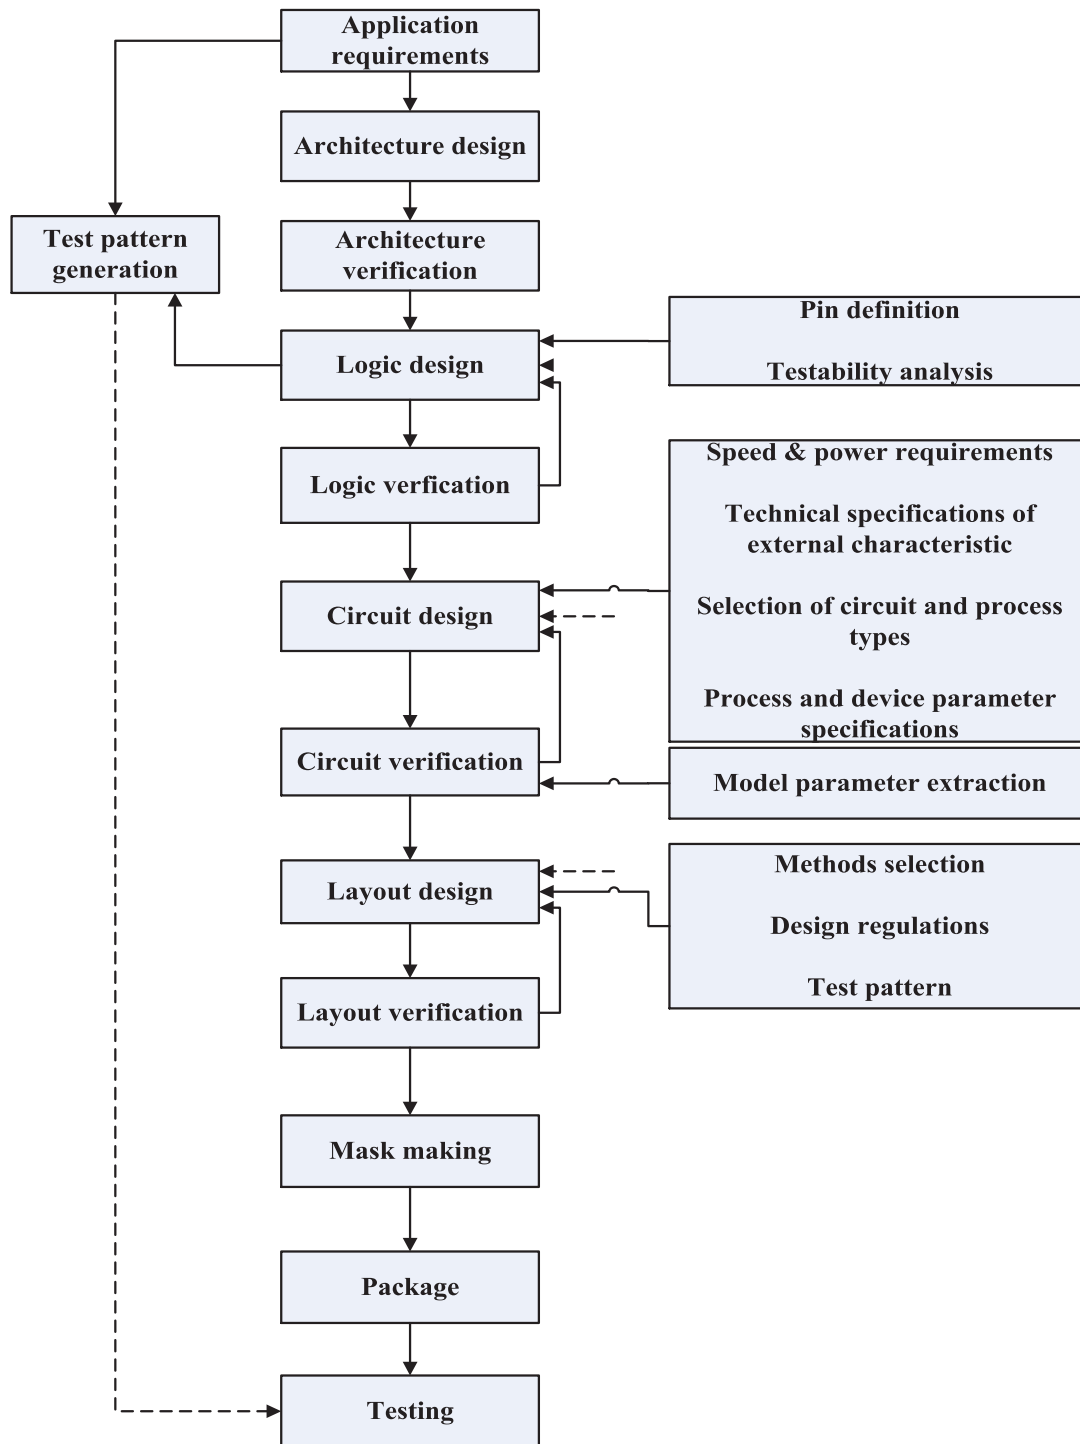 Application
requirements
Architecture design
Architecture
verification
Test pattern
generation
Logic design
Pin definition
Testability analysis
Logic verfication
Speed & power requirements
Technical specifications of
external characteristic
Selection of circuit and process
types
Process and device parameter
specifications
Circuit design
Circuit verification
Model parameter extraction
Layout design
Methods selection
Design regulations
Test pattern
Layout verification
Mask making
Package
Testing